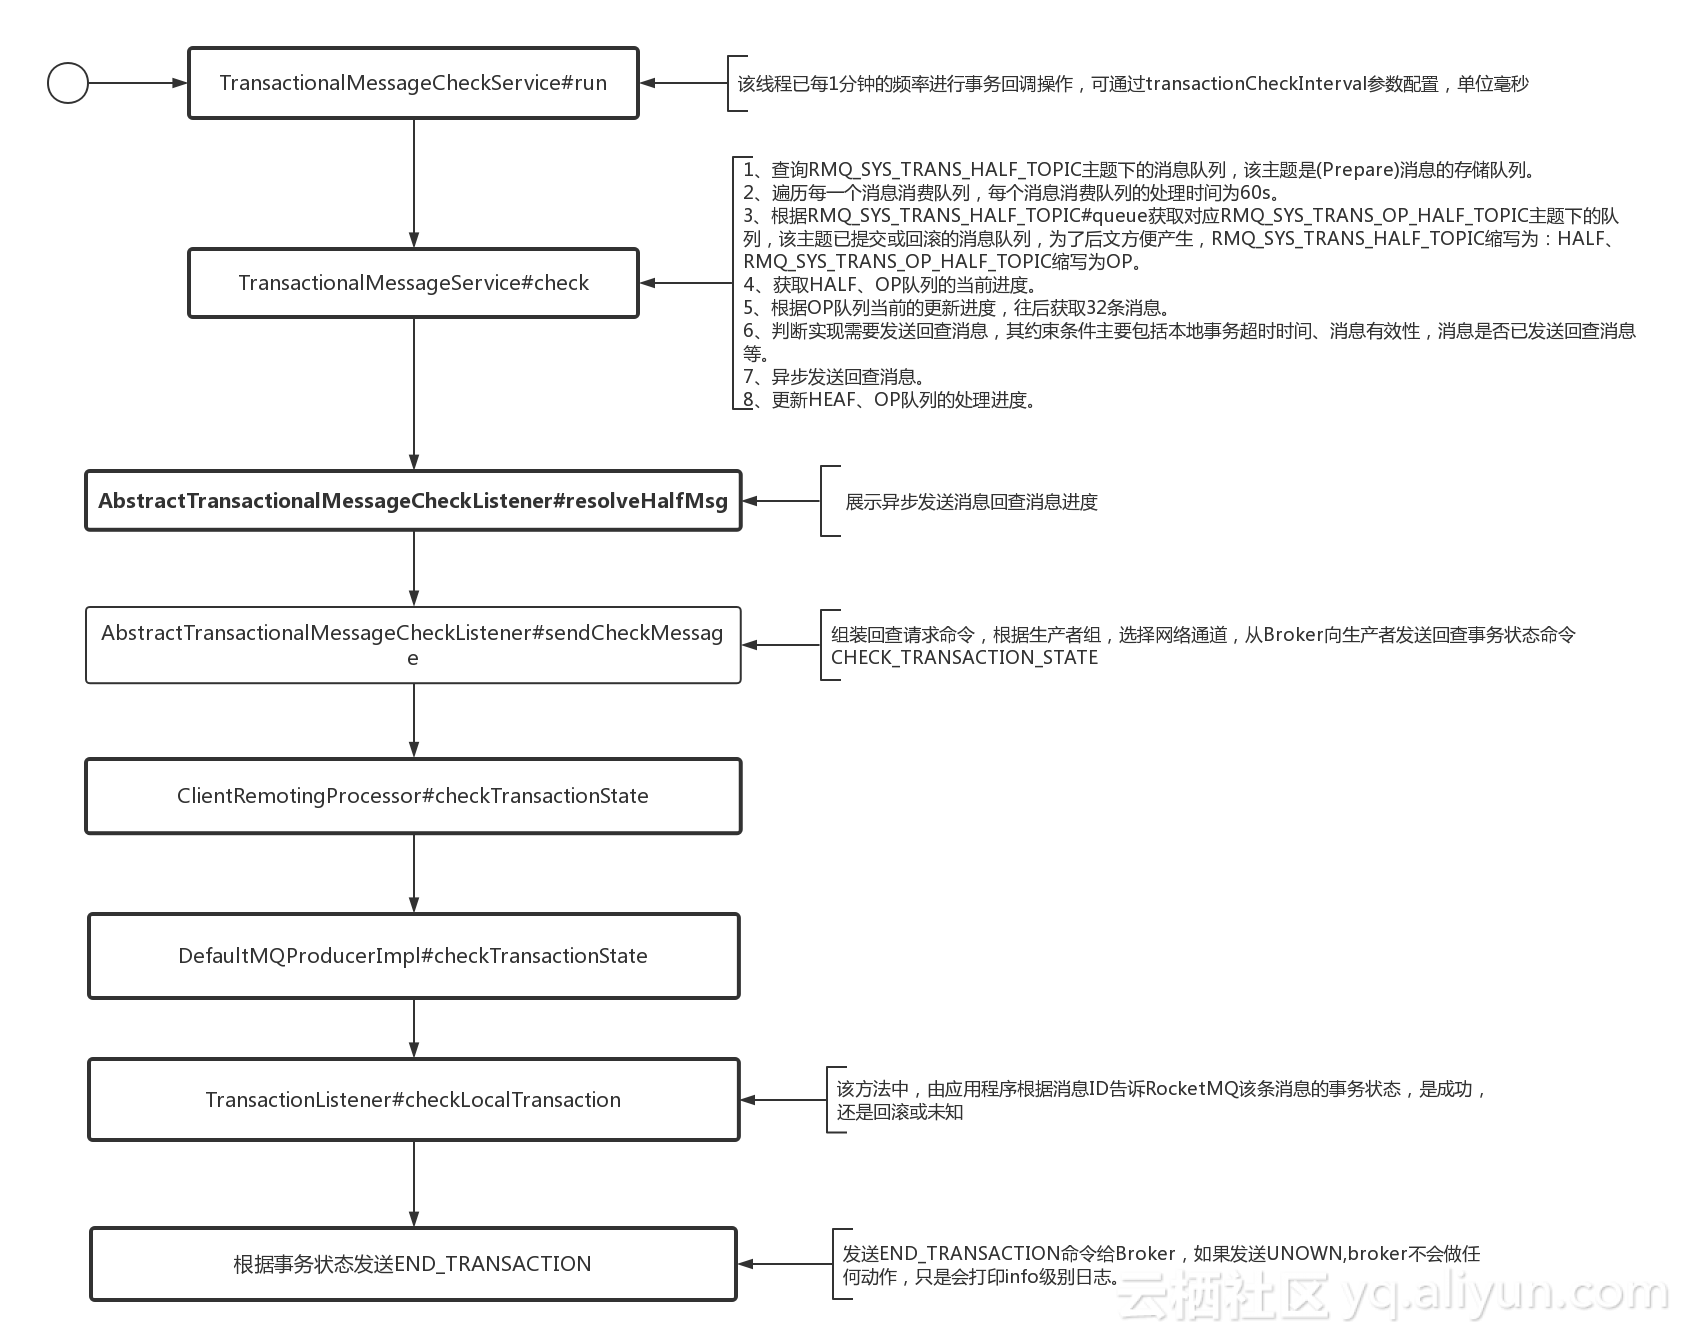 TransactionalMessageCheckService#run
该线程已每1分钟的频率进行事务回调操作，可通过transactionCheckInterval参数配置，单位毫秒
1、查询RMQ_SYS_TRANS_HALF_TOPIC主题下的消息队列，该主题是(Prepare)消息的存储队列。
2、遍历每一个消息消费队列，每个消息消费队列的处理时间为60s。
3、根据RMQ_SYS_TRANS_HALF_TOPIC#queue获取对应RMQ_SYS_TRANS_OP_HALF_TOPIC主题下的队
列，该主题已提交或回滚的消息队列，为了后文方便产生，RMQ_SYS_TRANS_HALF_TOPIC缩写为：HALF、
RMQ_SYS_TRANS_OP_HALF_TOPIC缩写为OP。
4、获取HALF、OP队列的当前进度。
5、根据OP队列当前的更新进度，往后获取32条消息。
6、判断实现需要发送回查消息，其约束条件主要包括本地事务超时时间、消息有效性，消息是否已发送回查消息
等。
7、异步发送回查消息。
8、更新HEAF、OP队列的处理进度。
TransactionalMessageService#check
AbstractTransactionalMessageCheckListener#resolveHalfMsg
展示异步发送消息回查消息进度
AbstractTransactionalMessageCheckListener#sendCheckMessag
e
组装回查请求命令，根据生产者组，选择网络通道，从Broker向生产者发送回查事务状态命令
CHECK_TRANSACTION_STATE
ClientRemotingProcessor#checkTransactionState
DefaultMQProducerImpl#checkTransactionState
TransactionListener#checkLocalTransaction
该方法中，由应用程序根据消息ID告诉RocketMQ该条消息的事务状态，是成功，
还是回滚或未知
根据事务状态发送END_TRANSACTION
发送END_TRANSACTION命令给Broker，如果发送UNOWN,broker不会做任
何动作，只是会打印info级别日志。
云栖社区 yq.aliyun.com